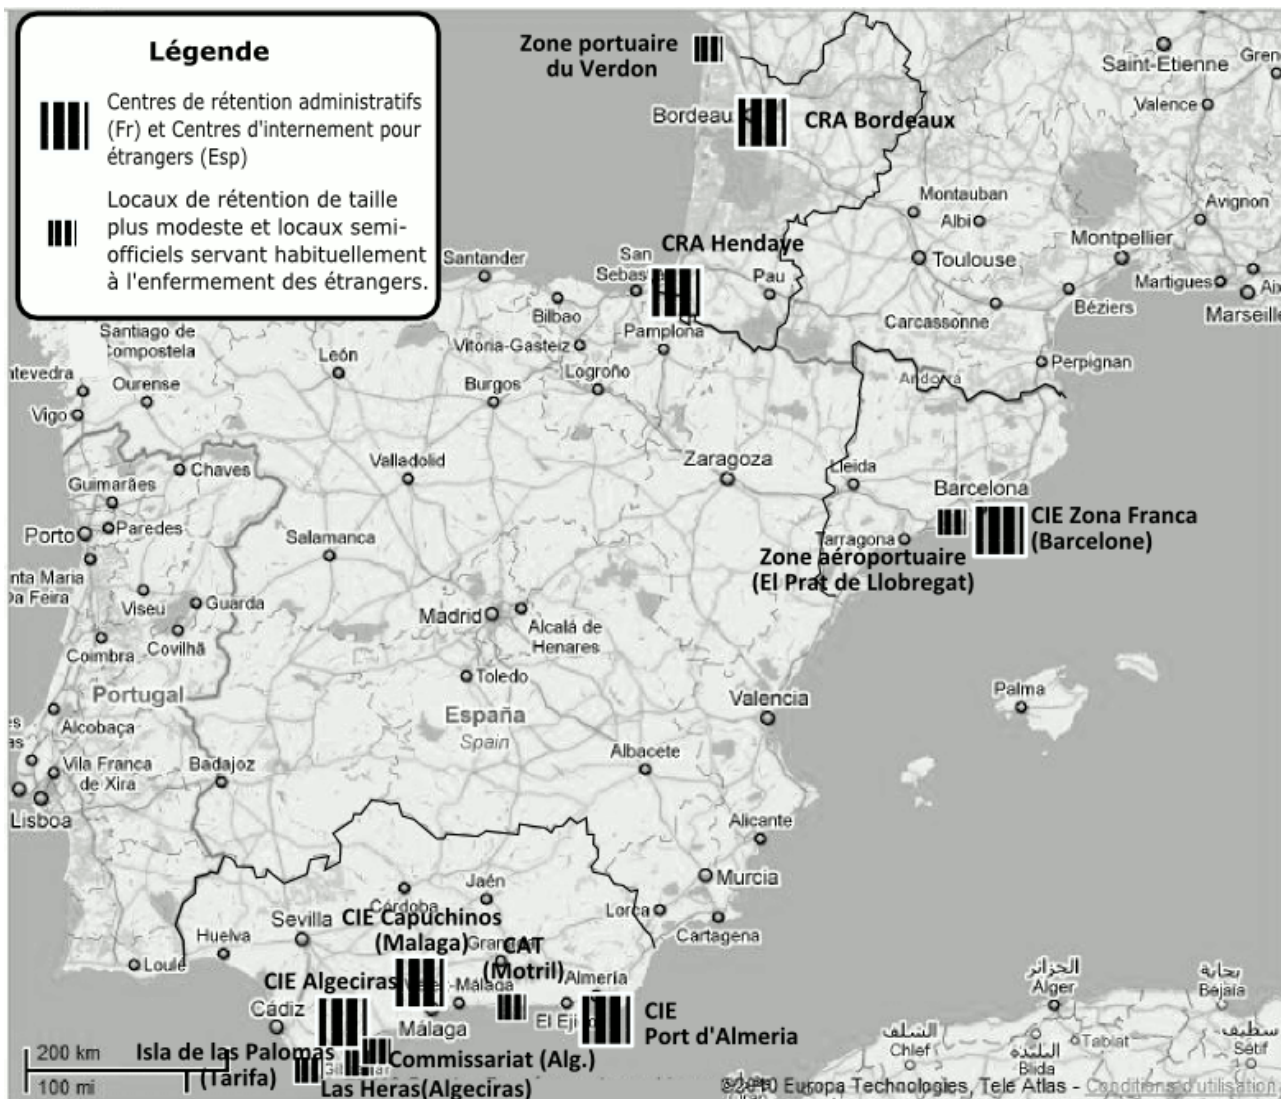 Légende
Centres de rétention administratifs
(Fr) et Centres d'internement pour
étrangers (Esp)
Locaux de rétention de taille
plus modeste et locaux semi-
officiels servant habituellement
à l'enfermement des étrangers.
Zone portuaire
du Verdon
Saint-Etienne
Valence
CRA Bordeaux
Montauban
Albi
Avignon
Montpellier
Toulouse
CRA Hendaye
San
Santander
Pau
Martigues
Béziers
Marseille
Carcassonne
Bilbao
Pamplona
Vitoria-Gasteiz
Santiago de
Compostela
León
Perpignan
Andorra
Logroño
Burgos
Ourense
Vigo
Valladolid
Zaragoza
Lleida
Chaves
Guimarães
Barcelona
Paredes
Porto
Salamanca
CIE Zona Franca
(Barcelone)
Tarragona
Zone aéroportuaire
(El Prat de Llobregat)
Da Feira
Viseu
Guarda
Madrid
Alcalá de
Henares
Covilhã
Coimbra
Toledo
Portugal
España
Spain
Valencia
Palma
Alcobaça
Albacete
Vila Franca
de Xira
Badajoz
Lisboa
Alicante
Murcia
Jaén
Córdoba
Lorca
Cartagena
Sevilla
Huelva
Loulé
CIE Capuchinos
(Malaga)
CAT
(Motril)
Almería
CIE Algeciras
Cádiz
Málaga
CIE
Port d'Almeria
الجزائر
Alger
بجاية
Bejaïa
الشلف
Chlef
البليدة
Blida
Tablat
سطيف
Sétif
200 km
100 mi
Isla de las Palomas
(Tarifa)
Commissariat (Alg.)
Las Heras(Algeciras)
©2010 Europa Technologies, Tele Atlas - Conditions d'utilisation